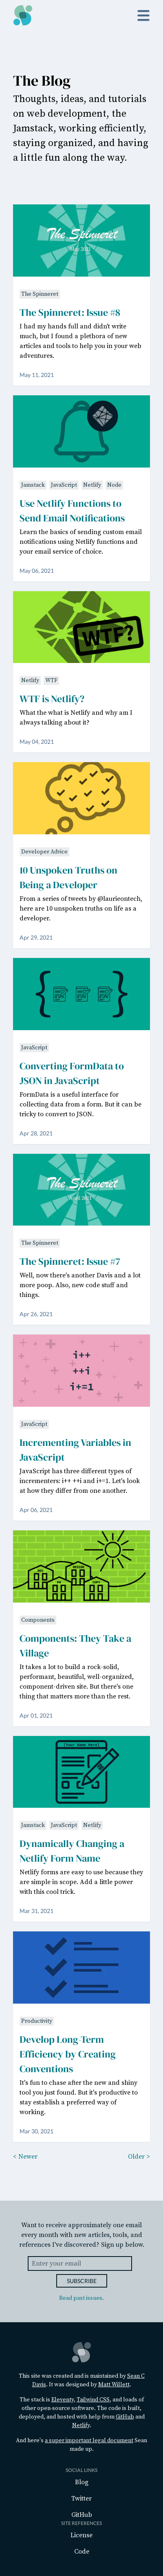 The Blog
Thoughts, ideas, and tutorials
on web development, the
Jamstack, working efficiently,
staying organized, and having
a little fun along the way.
The Spinneret
The Spinneret
The Spinneret: Issue #8
I had my hands full and didn't write
much, but I found a plethora of web
articles and tools to help you in your web
adventures.
May 11, 2021
Jamstack JavaScript Netlify Node
Use Netlify Functions to
Send Email Notifications
Learn the basics of sending custom email
notifications using Netlify functions and
your email service of choice.
May 06, 2021
WTF?
Netlify WTF
WTF is Netlify?
What the what is Netlify and why am I
always talking about it?
May 04, 2021
Developer Advice
10 Unspoken Truths on
Being a Developer
From a series of tweets by @lauriecontech,
here are 10 unspoken truths on life as a
developer.
Apr 29, 2021
JavaScript
Converting FormData to
JSON in JavaScript
FormData is a useful interface for
collecting data from a form. But it can be
tricky to convert to JSON.
Apr 28, 2021
The Spinneret
The Spinneret
The Spinneret: Issue #7
Well, now there's another Davis and a lot
more poop. Also, new code stuff and
things.
Apr 26, 2021
i++
++i
i+=1
JavaScript
Incrementing Variables in
JavaScript
JavaScript has three different types of
incrementors: i++ ++i and i+=1. Let's look
at how they differ from another.
Apr 06, 2021
Components
Components: They Take a
Village
It takes a lot to build a rock-solid,
performant, beautiful, well-organized,
component-driven site. But there's one
thing that matters more than the rest.
Apr 01, 2021
[Your Name Here]
Jamstack JavaScript Netlify
Dynamically Changing a
Netlify Form Name
Netlify forms are easy to use because they
are simple in scope. Add a little power
with this local trick.
Mar 31, 2021
Productivity
Develop Long-Term
Efficiency by Creating
Conventions
It's fun to chase after the new and shiny
tool you just found. But it's productive to
to establish a preferred way of
working.
Mar 30, 2021
< Newer Older >
Want to receive approximately one email
every month with web articles, tools, and
references I've discovered? Sign up below.
Enter your email
SUBSCRIBE
Read past issues.
This site was created and is maintained by Sean C
Davis. It was designed by Matt Willett.
The stack is Eleventy, Tailwind CSS, and loads of
other open-source software. The code is built,
deployed, and hosted with help from GitHub and
Netlify.
And here's a super important legal document Sean
made up.
SOCIAL LINKS
Blog
Twitter
GitHub
SITE REFERENCES
License
Code